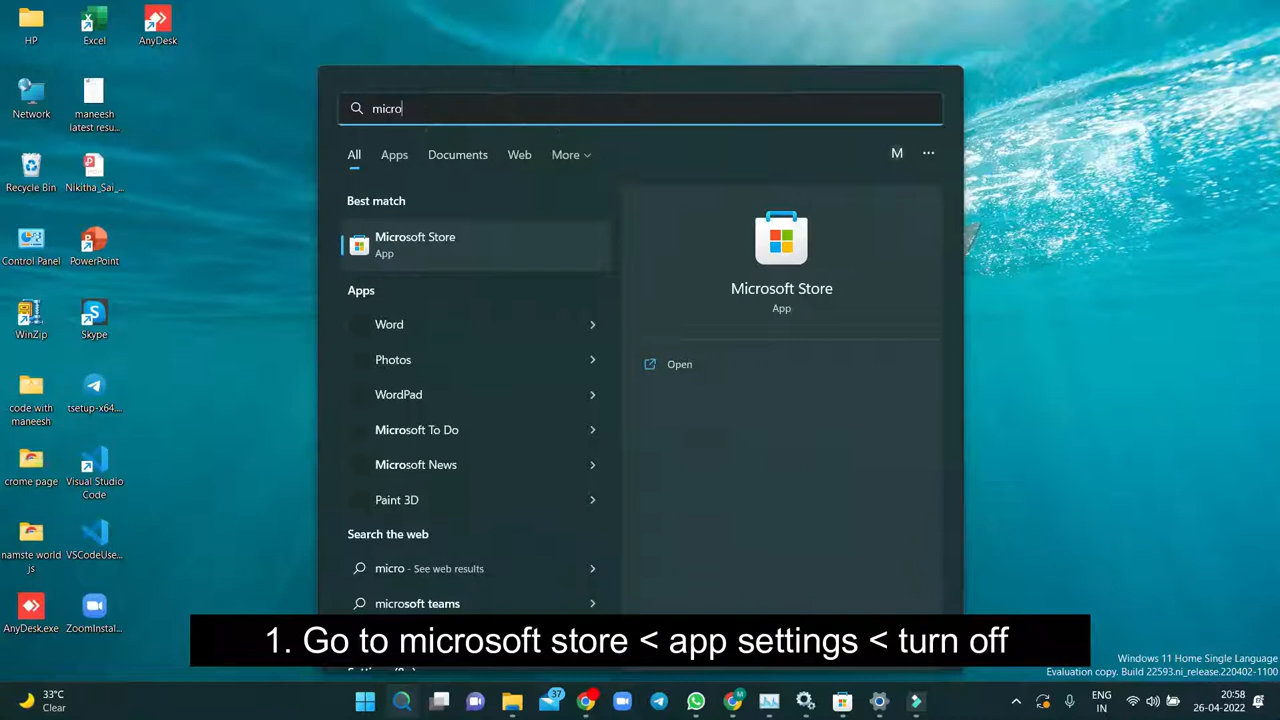 HP
Excel
AnyDesk
Network
maneesh
latest resu...
Recycle Bin
Nikitha_Sai_...
Control Panel
PowerPoint
WinZip
Skype
code with
maneesh
tsetup-x64....
crome page
Visual Studio
Code
namste world
js
VSCodeUse...
AnyDesk.exe
ZoomInstal...
micro
All Apps Documents Web More M ...
Best match
Microsoft Store
App
Apps
Word
Photos
WordPad
Microsoft To Do
Microsoft News
Paint 3D
Search the web
micro - See web results
microsoft teams
Microsoft Store
App
Open
1. Go to microsoft store < app settings < turn off
Windows 11 Home Single Language
Evaluation copy. Build 22593.ni_release.220402-1100
33°C
Clear
37
M
ENG
IN
20:58
26-04-2022